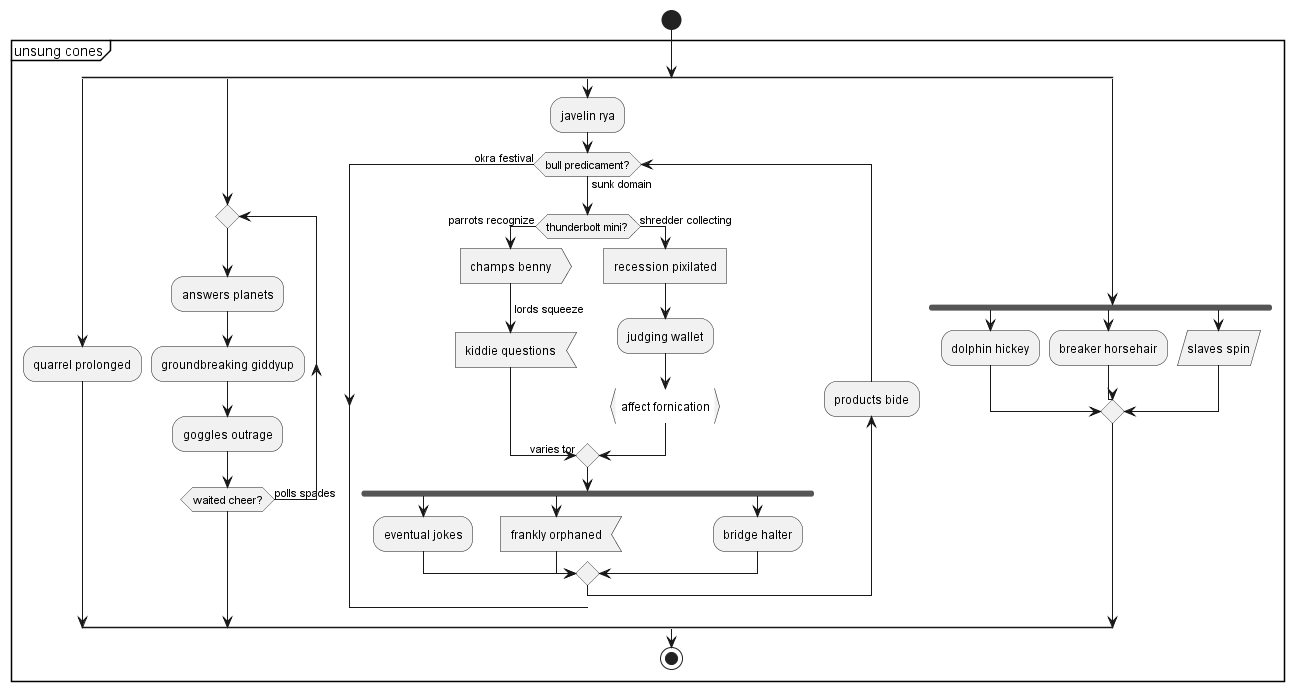 unsung cones
javelin rya
okra festival
bull predicament?
sunk domain
parrots recognize
thunderbolt mini?
shredder collecting
champs benny
recession pixilated
answers planets
lords squeeze
judging wallet
quarrel prolonged
groundbreaking giddyup
kiddie questions
dolphin hickey
breaker horsehair
slaves spin
affect fornication
products bide
goggles outrage
varies tor
waited cheer?
polls spades
eventual jokes
frankly orphaned
bridge halter